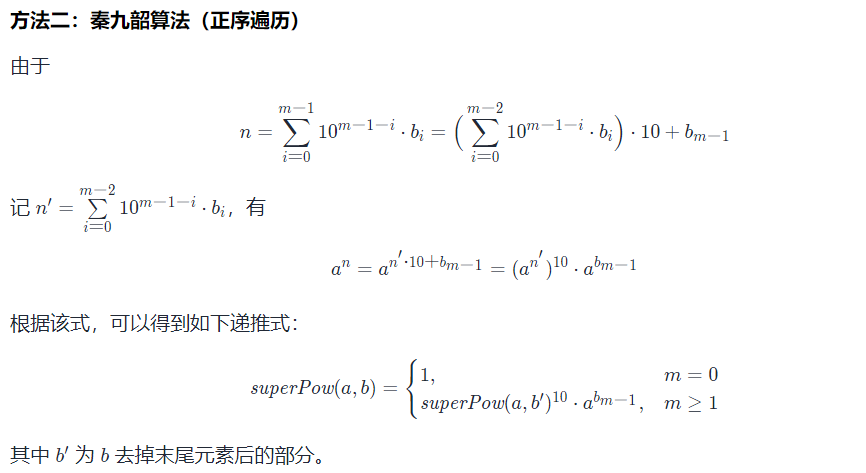 方法二：秦九韶算法（正序遍历）
由于
$$n = \sum_{i=0}^{m-1} 10^{m-1-i} \cdot b_i = \left( \sum_{i=0}^{m-2} 10^{m-1-i} \cdot b_i \right) \cdot 10 + b_{m-1}$$
记 $n' = \sum_{i=0}^{m-2} 10^{m-1-i} \cdot b_i$，有
$$a^n = a^{n' \cdot 10 + b_{m-1}} = (a^{n'})^{10} \cdot a^{b_{m-1}}$$
根据该式，可以得到如下递推式：
$$superPow(a, b) = \begin{cases} 1, & m = 0 \\ superPow(a, b')^{10} \cdot a^{b_{m-1}}, & m \geq 1 \end{cases}$$
其中 $b'$ 为 $b$ 去掉末尾元素后的部分。